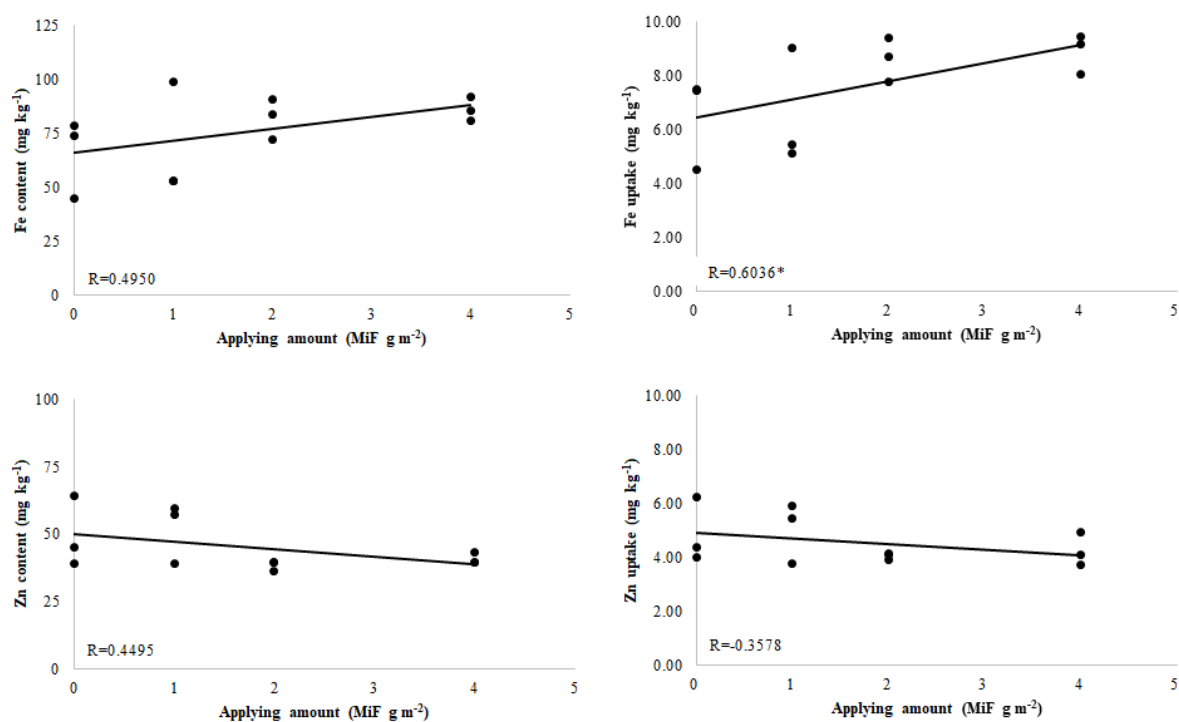 125
100
75
50
25
0
Fe content (mg kg-1)
R=0.4950
0 1 2 3 4 5
Applying amount (MiF g m-2)
10.00
8.00
6.00
4.00
2.00
0.00
Fe uptake (mg kg-1)
R=0.6036*
0 1 2 3 4 5
Applying amount (MiF g m-2)
100
75
50
25
0
Zn content (mg kg-1)
R=0.4495
0 1 2 3 4 5
Applying amount (MiF g m-2)
10.00
8.00
6.00
4.00
2.00
0.00
Zn uptake (mg kg-1)
R=-0.3578
0 1 2 3 4 5
Applying amount (MiF g m-2)